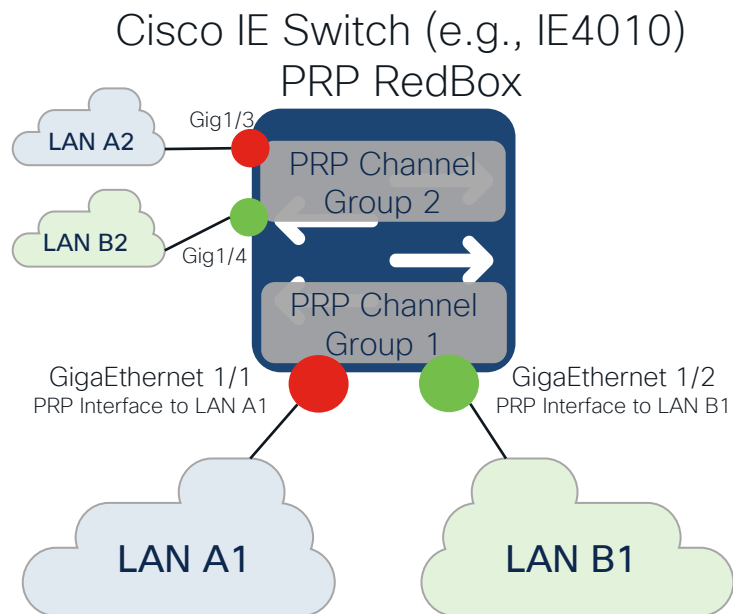 Cisco IE Switch (e.g., IE4010)
PRP RedBox
Gig1/3
LAN A2
PRP Channel
Group 2
LAN B2
Gig1/4
PRP Channel
Group 1
GigaEthernet 1/1
PRP Interface to LAN A1
GigaEthernet 1/2
PRP Interface to LAN B1
LAN A1
LAN B1